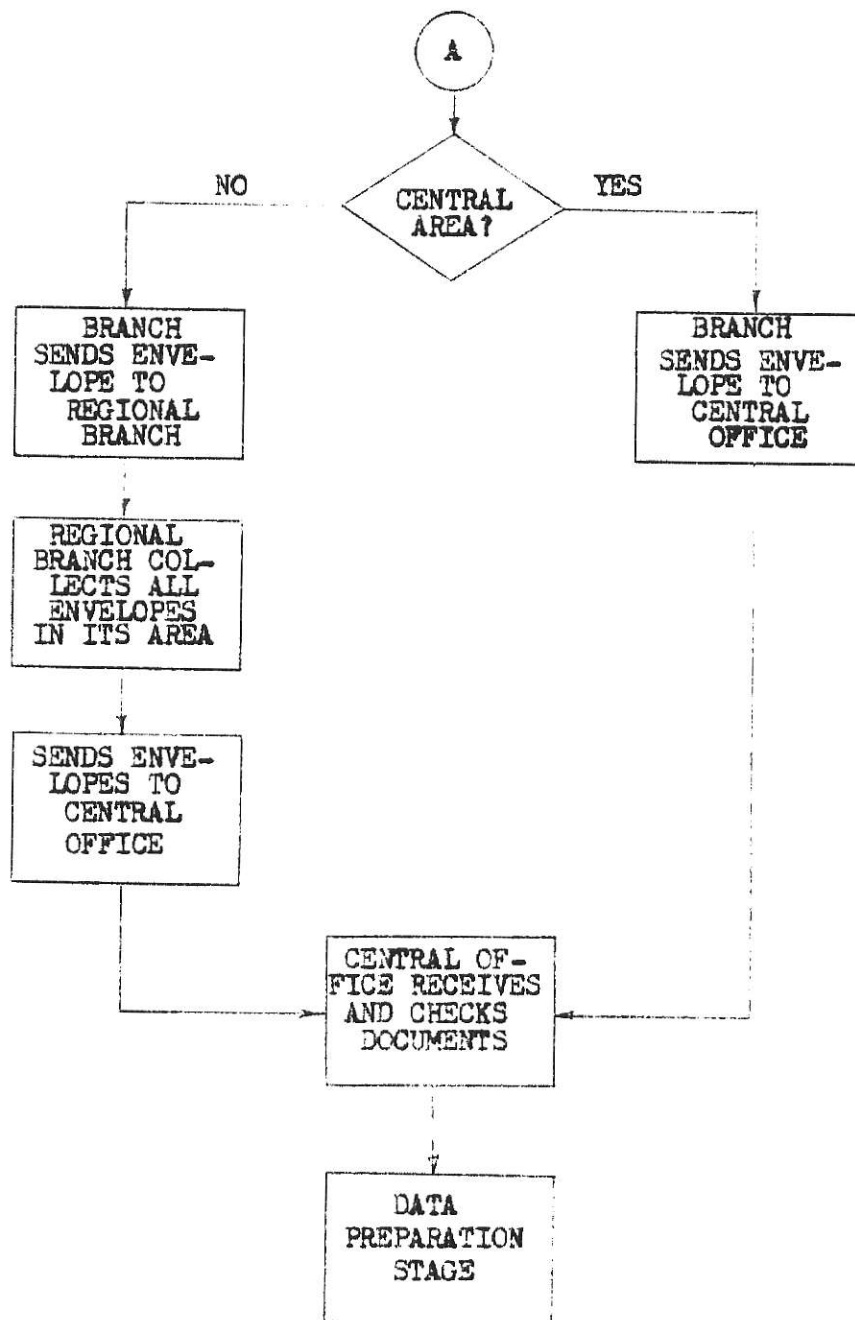 A
CENTRAL
AREA?
NO
YES
BRANCH
SENDS ENVE-
LOPE TO
REGIONAL
BRANCH
REGIONAL
BRANCH COL-
LECTS ALL
ENVELOPES
IN ITS AREA
SENDS ENVE-
LOPES TO
CENTRAL
OFFICE
BRANCH
SENDS ENVE-
LOPE TO
CENTRAL
OFFICE
CENTRAL OF-
FICE RECEIVES
AND CHECKS
DOCUMENTS
DATA
PREPARATION
STAGE